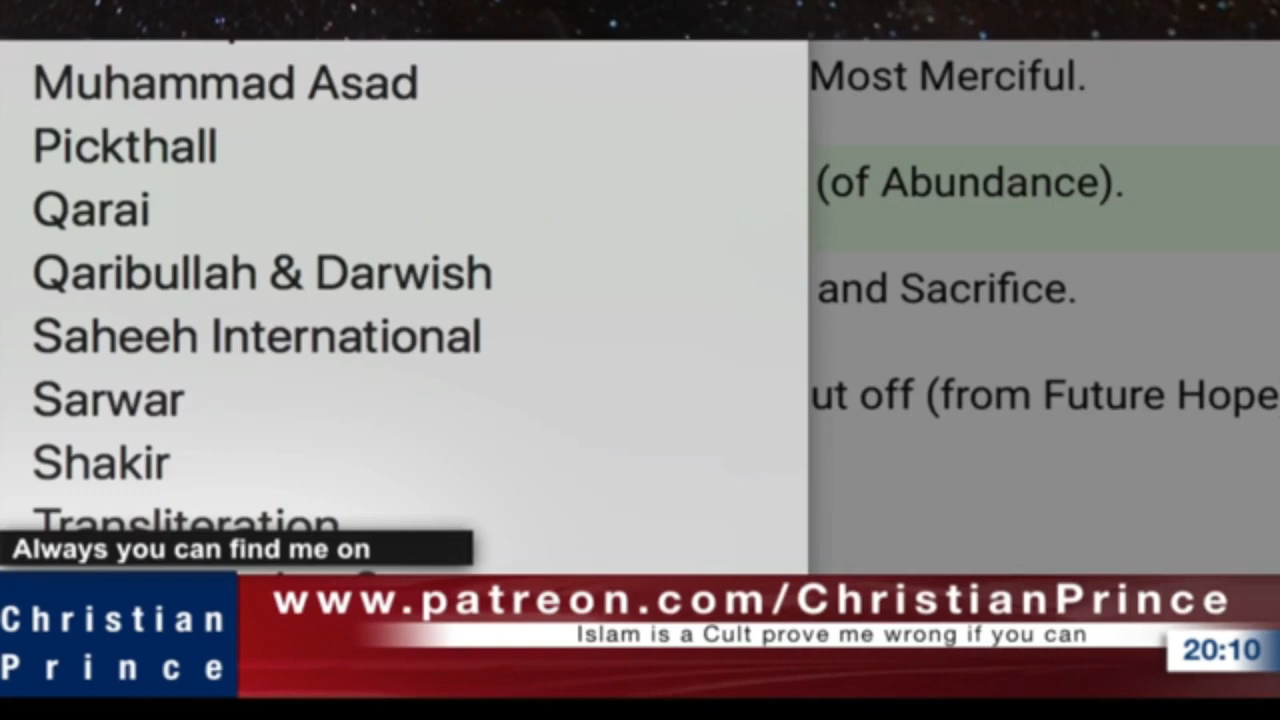 Muhammad Asad
Pickthall
Qarai
Qaribullah & Darwish
Saheeh International
Sarwar
Shakir
Transliteration
Most Merciful.
(of Abundance).
and Sacrifice.
ut off (from Future Hope
Always you can find me on
Christian
Prince
www.patreon.com/ChristianPrince
Islam is a Cult prove me wrong if you can
20:10